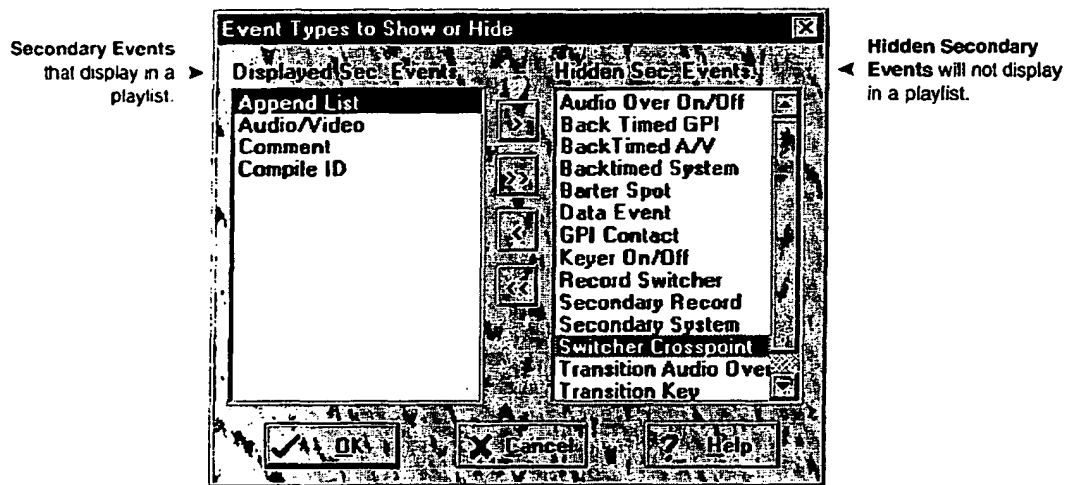 Event Types to Show or Hide
Secondary Events
that display in a
playlist.
Displayed Sec. Events
Append List
Audio/Video
Comment
Compile ID
>
>>
<
<<
Hidden Sec. Events
Audio Over On/Off
Back Timed GPI
BackTimed A/V
Backtimed System
Barter Spot
Data Event
GPI Contact
Keyer On/Off
Record Switcher
Secondary Record
Secondary System
Switcher Crosspoint
Transition Audio Over
Transition Key
OK
Cancel
? Help
Hidden Secondary
Events will not display
in a playlist.